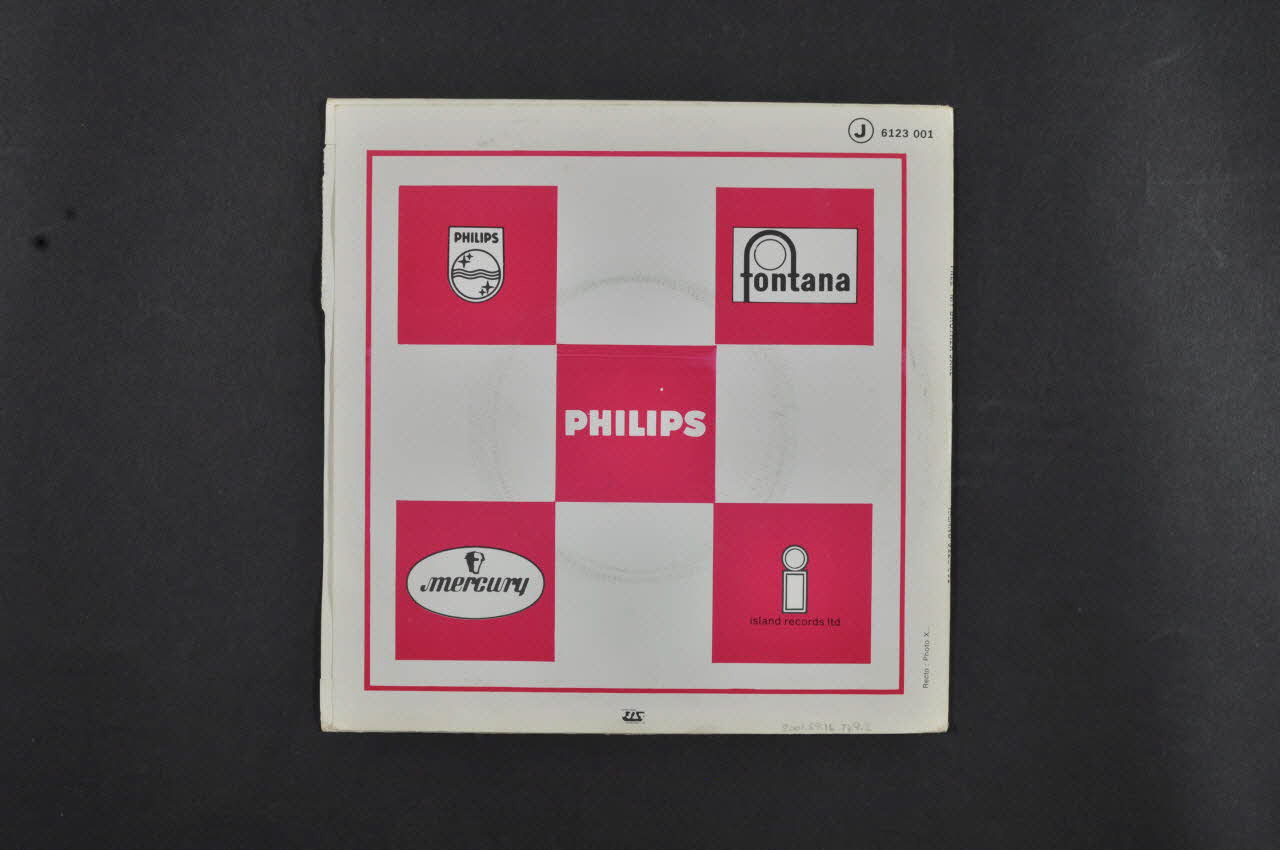 J 6123 001
PHILIPS
fontana
PHILIPS
mercury
i
island records ltd
Recto : Photo X...